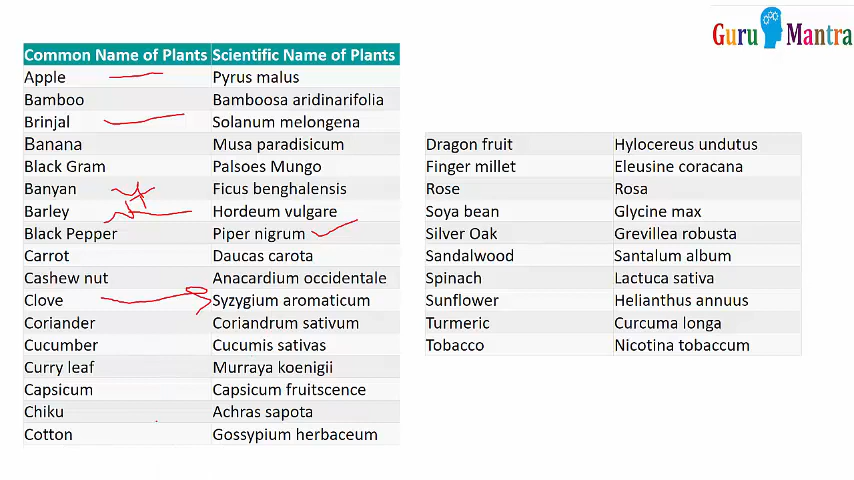 Guru Mantra
Common Name of Plants Scientific Name of Plants
Apple Pyrus malus
Bamboo Bamboosa aridinarifolia
Brinjal Solanum melongena
Banana Musa paradisicum
Black Gram Palsoes Mungo
Banyan Ficus benghalensis
Barley Hordeum vulgare
Black Pepper Piper nigrum
Carrot Daucas carota
Cashew nut Anacardium occidentale
Clove Syzygium aromaticum
Coriander Coriandrum sativum
Cucumber Cucumis sativas
Curry leaf Murraya koenigii
Capsicum Capsicum fruitscence
Chiku Achras sapota
Cotton Gossypium herbaceum
Dragon fruit Hylocereus undutus
Finger millet Eleusine coracana
Rose Rosa
Soya bean Glycine max
Silver Oak Grevillea robusta
Sandalwood Santalum album
Spinach Lactuca sativa
Sunflower Helianthus annuus
Turmeric Curcuma longa
Tobacco Nicotina tobaccum